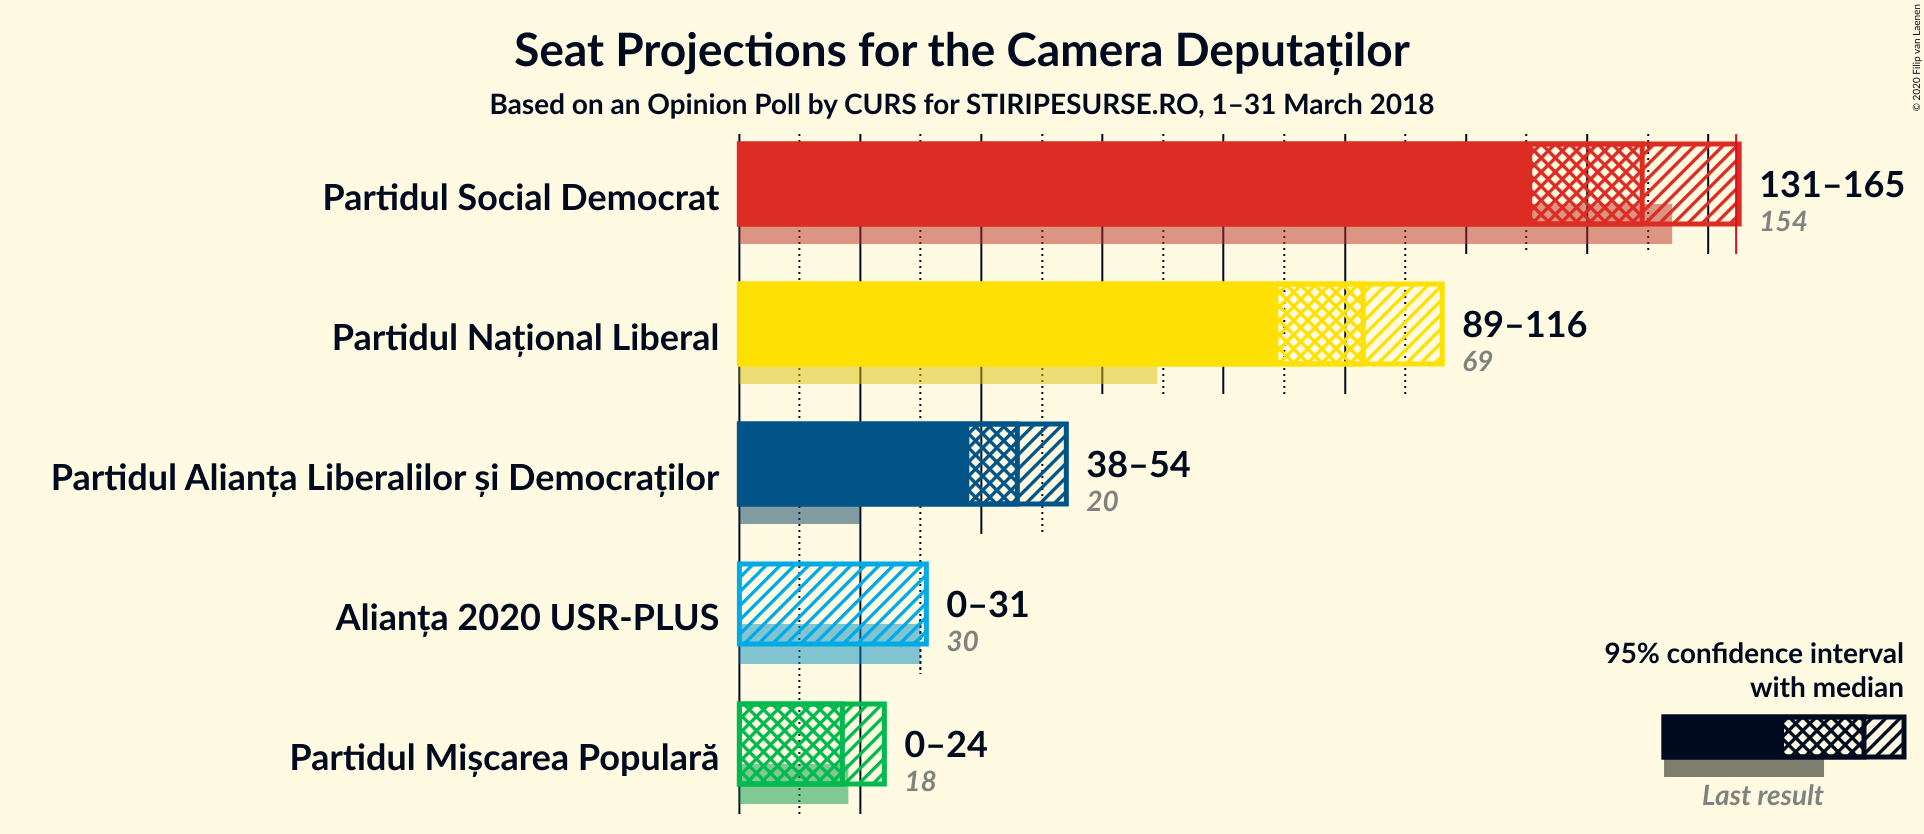 Seat Projections for the Camera Deputaților
Based on an Opinion Poll by CURS for STIRIPESURSE.RO, 1–31 March 2018
© 2020 Filip van Laenen
Partidul Social Democrat
131–165
154
Partidul Național Liberal
89–116
69
Partidul Alianța Liberalilor și Democraților
38–54
20
Alianța 2020 USR-PLUS
0–31
30
Partidul Mișcarea Populară
0–24
18
95% confidence interval
with median
Last result